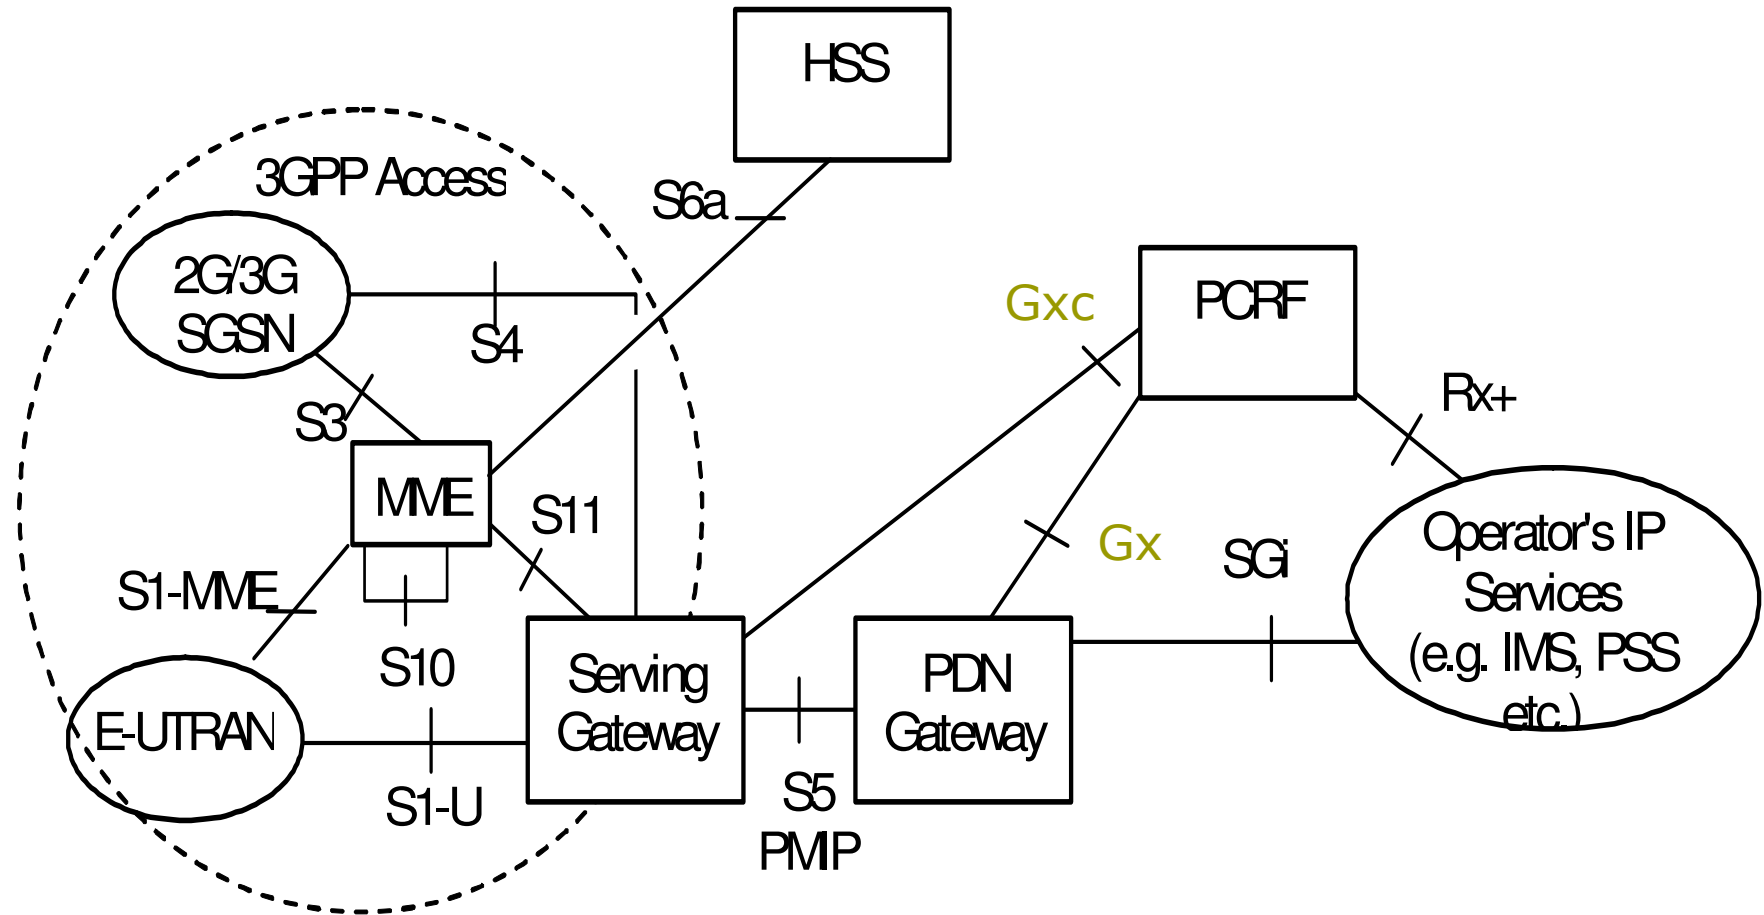 HSS
3GPP Access
S6a
2G/3G
SGSN
S4
Gxc
PCRF
S3
Rx+
MME
S11
Operator's IP
Services
(e.g. IMS, PSS
etc.)
Gx
SGi
S1-MME
S10
Serving
Gateway
PDN
Gateway
E-UTRAN
S1-U
S5
PMIP